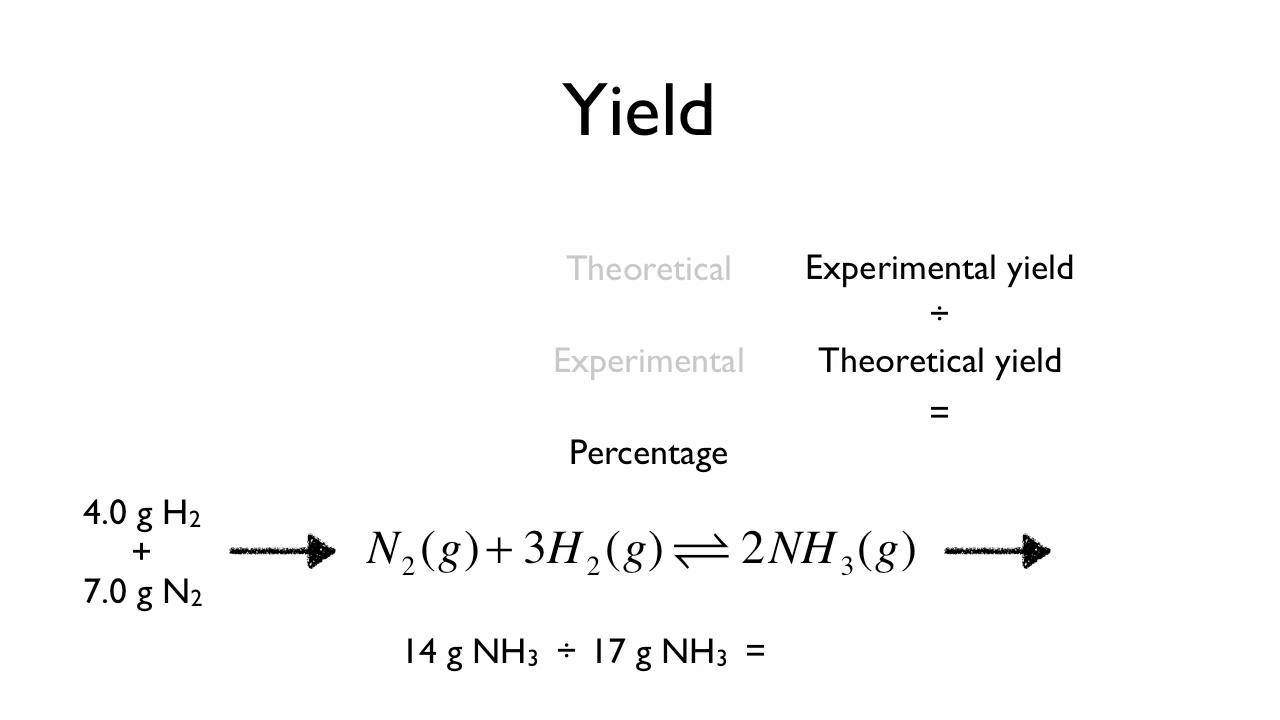 Yield
Theoretical
Experimental yield
÷
Experimental
Theoretical yield
=
Percentage
4.0 g H₂
+
7.0 g N₂
N₂(g)+3H₂(g)⇌2NH₃(g)
14 g NH₃ ÷ 17 g NH₃ =